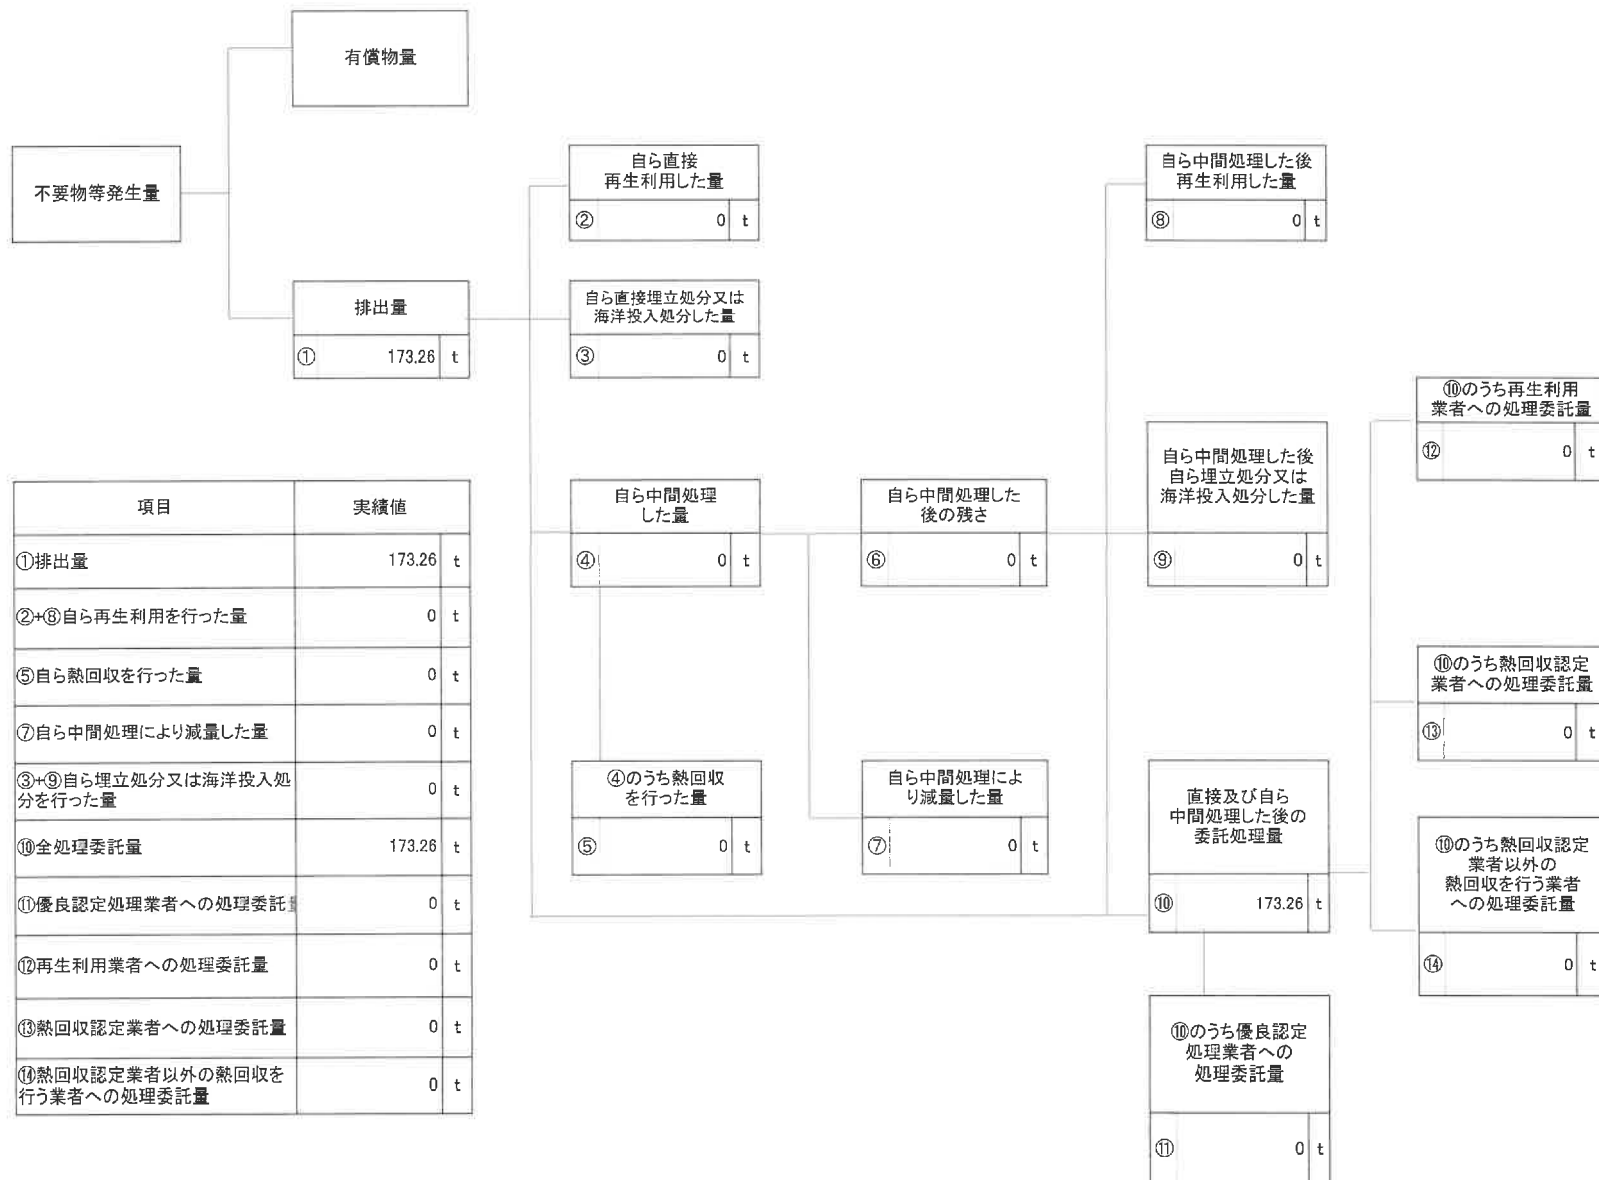 有償物量
不要物等発生量
排出量
① 173.26 t
自ら直接
再生利用した量
② 0 t
自ら直接埋立処分又は
海洋投入処分した量
③ 0 t
自ら中間処理
した量
④ 0 t
④のうち熱回収
を行った量
⑤ 0 t
自ら中間処理した
後の残さ
⑥ 0 t
自ら中間処理によ
り減量した量
⑦ 0 t
自ら中間処理した後
再生利用した量
⑧ 0 t
自ら中間処理した後
自ら埋立処分又は
海洋投入処分した量
⑨ 0 t
直接及び自ら
中間処理した後の
委託処理量
⑩ 173.26 t
⑩のうち優良認定
処理業者への
処理委託量
⑪ 0 t
⑩のうち再生利用
業者への処理委託量
⑫ 0 t
⑩のうち熱回収認定
業者への処理委託量
⑬ 0 t
⑩のうち熱回収認定
業者以外の
熱回収を行う業者
への処理委託量
⑭ 0 t
項目 実績値
①排出量 173.26 t
②+⑧自ら再生利用を行った量 0 t
⑤自ら熱回収を行った量 0 t
⑦自ら中間処理により減量した量 0 t
③+⑨自ら埋立処分又は海洋投入処
分を行った量 0 t
⑩全処理委託量 173.26 t
⑪優良認定処理業者への処理委託 0 t
⑫再生利用業者への処理委託量 0 t
⑬熱回収認定業者への処理委託量 0 t
⑭熱回収認定業者以外の熱回収を
行う業者への処理委託量 0 t